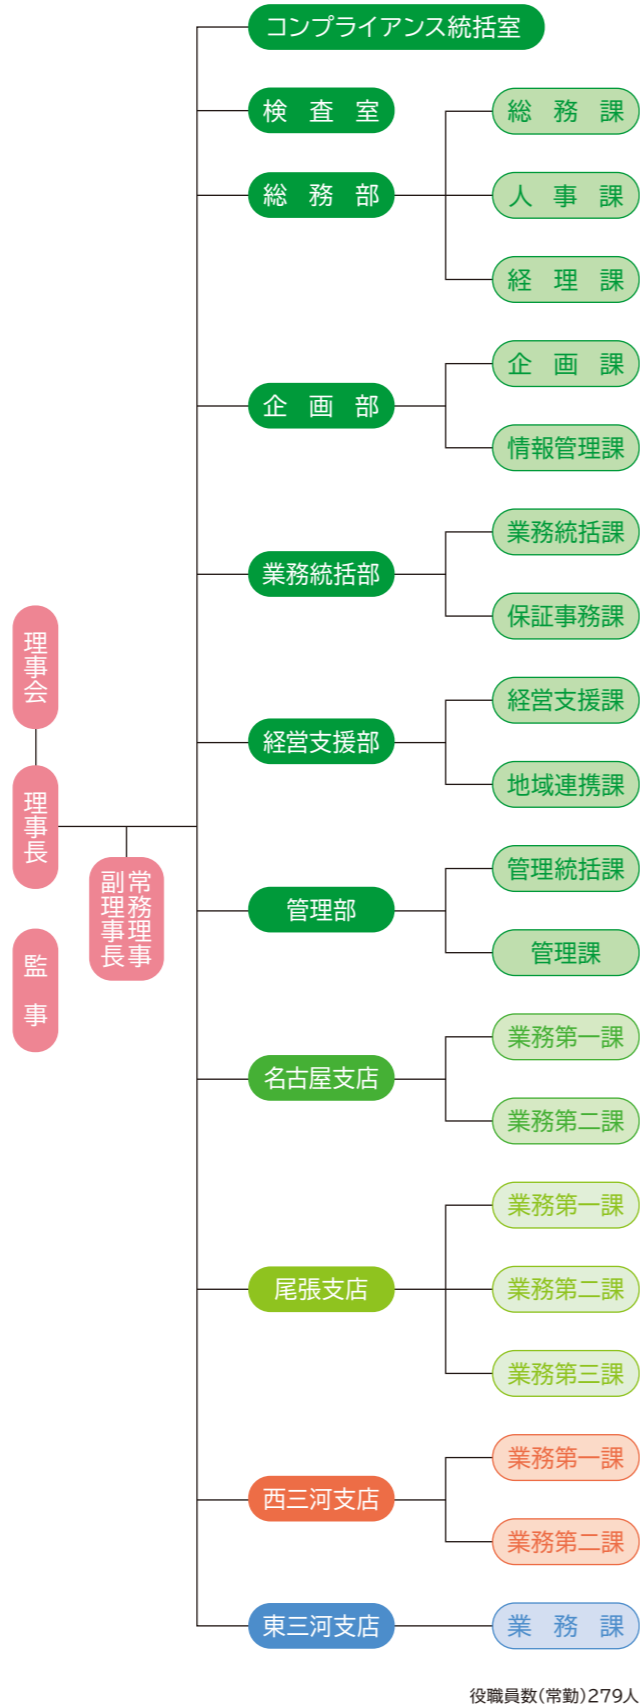 理事会
理事長
監事
常務理事
副理事長
コンプライアンス統括室
検査室
総務部
総務課
人事課
経理課
企画部
企画課
情報管理課
業務統括部
業務統括課
保証事務課
経営支援部
経営支援課
地域連携課
管理部
管理統括課
管理課
名古屋支店
業務第一課
業務第二課
尾張支店
業務第一課
業務第二課
業務第三課
西三河支店
業務第一課
業務第二課
東三河支店
業務課
役職員数(常勤)279人